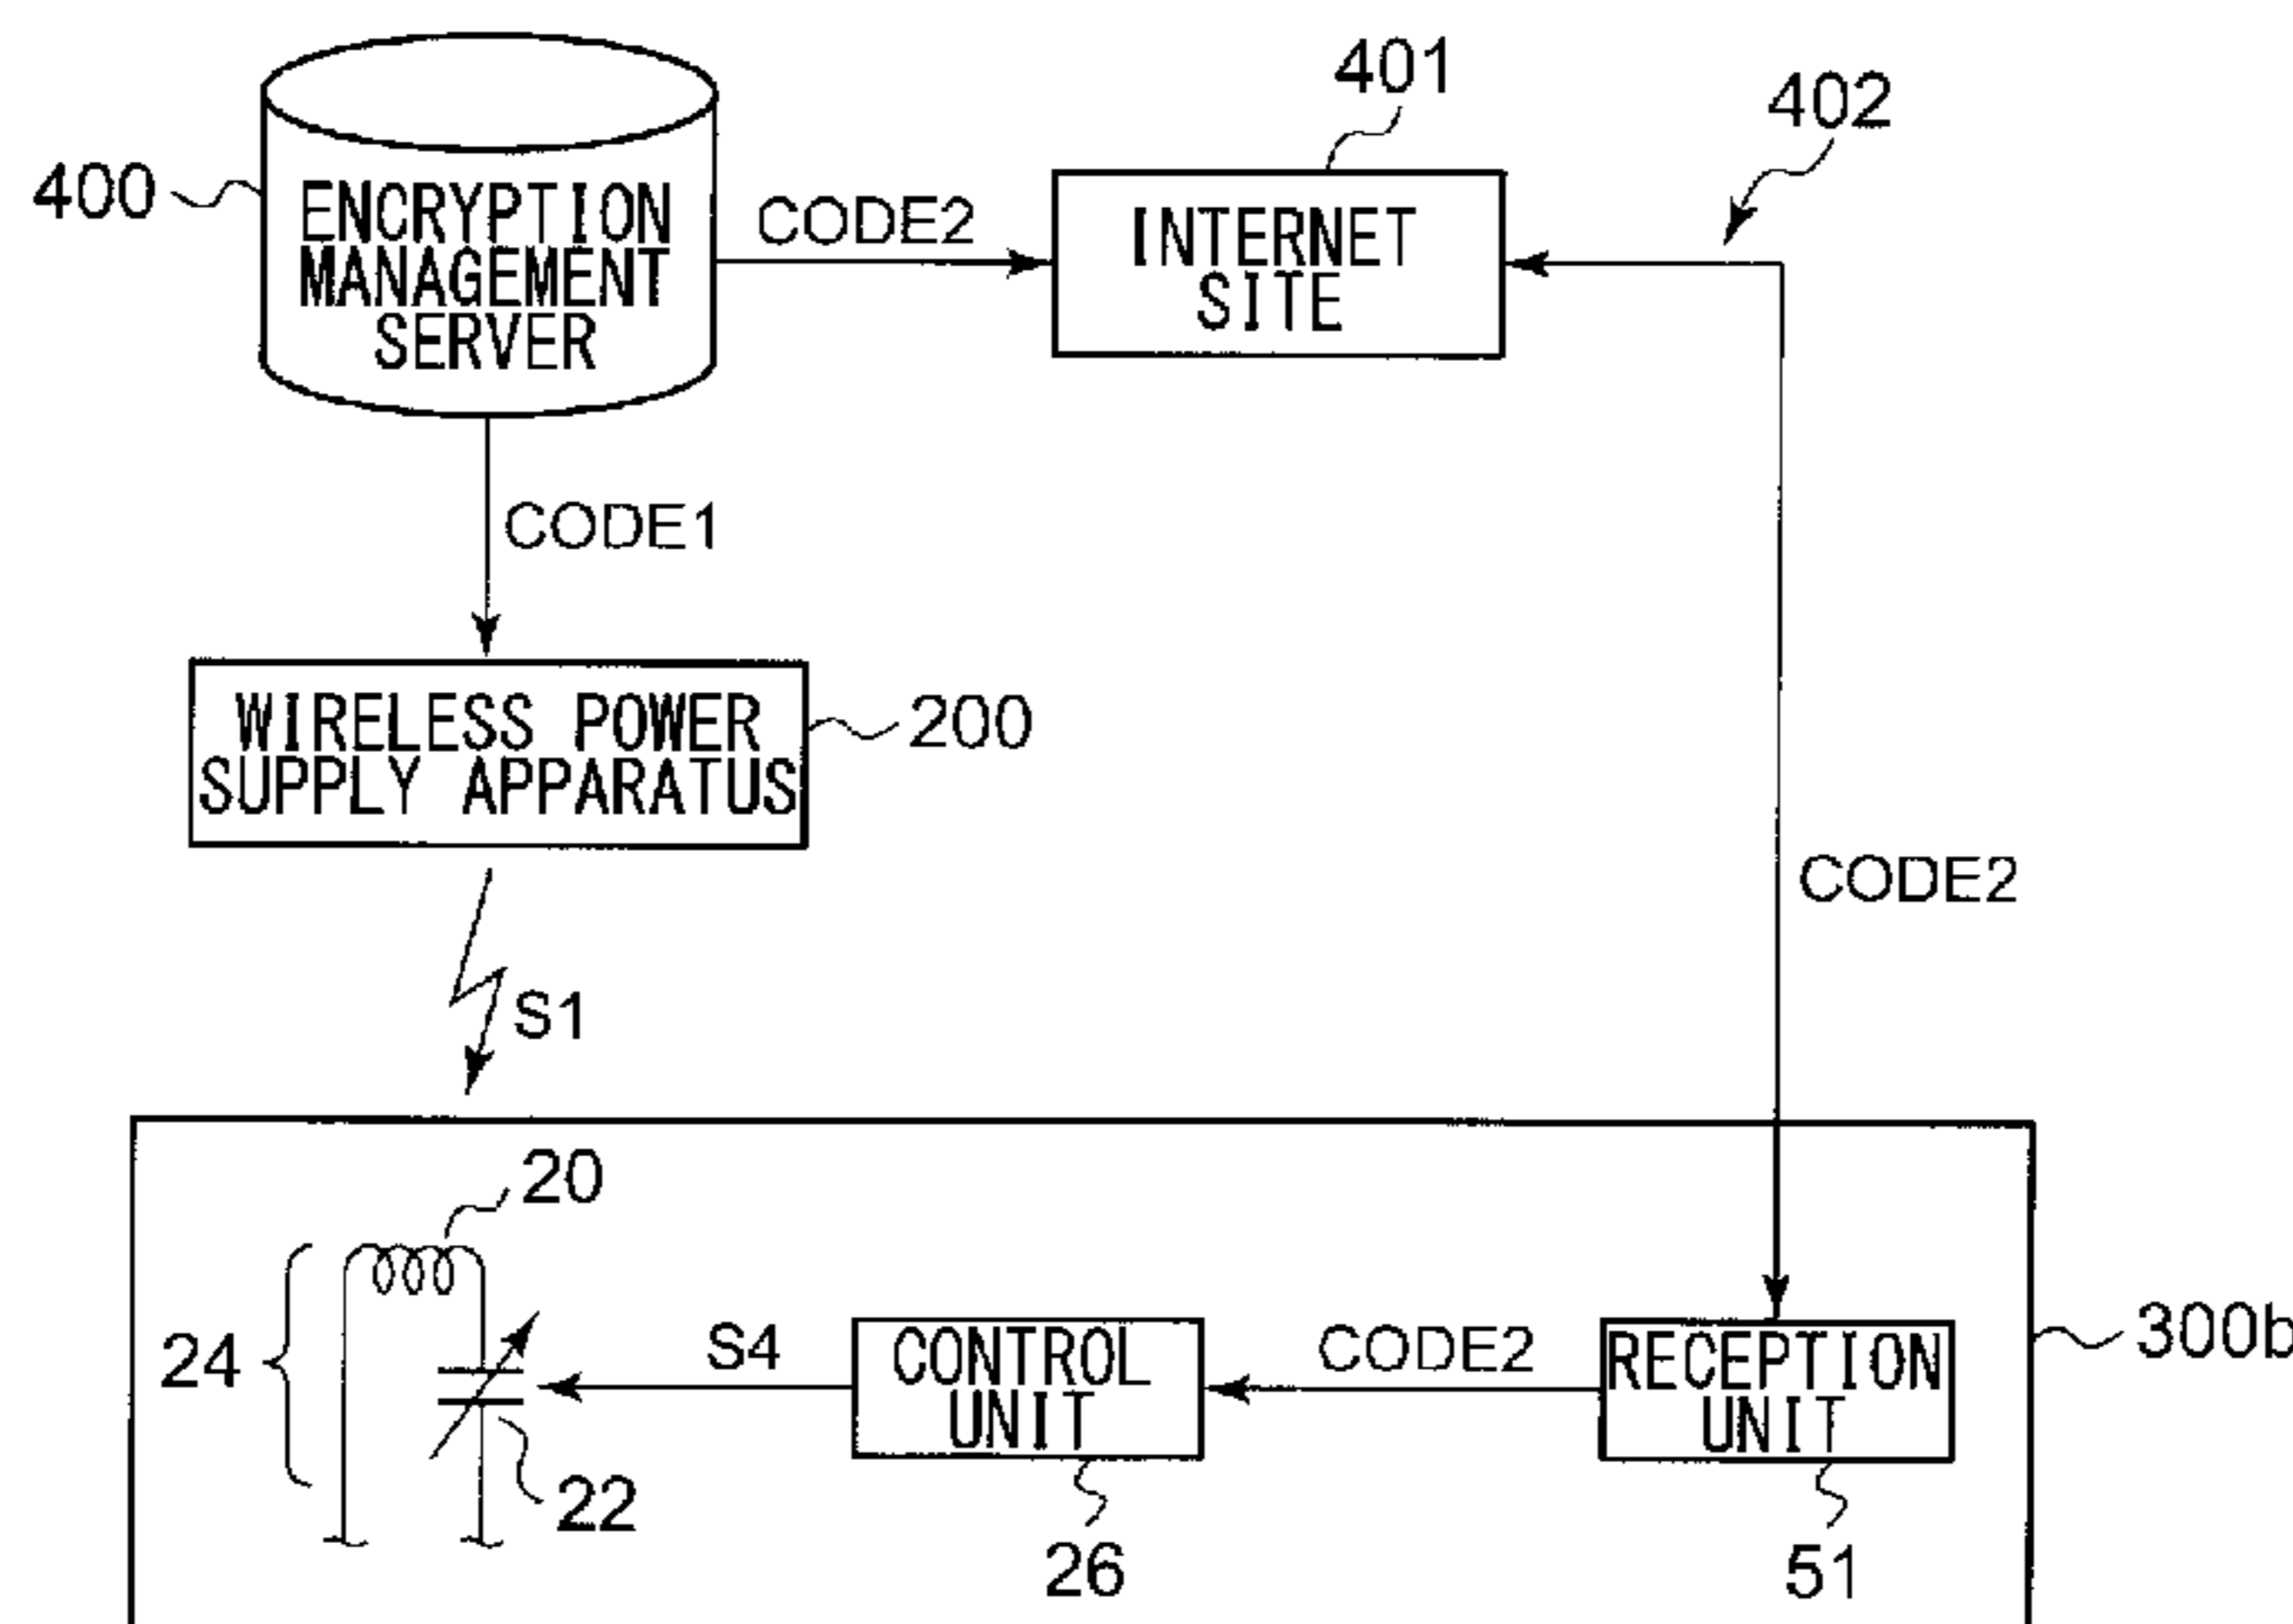 401
402
400
ENCRYPTION
MANAGEMENT
SERVER
CODE2
INTERNET
SITE
CODE1
WIRELESS POWER
SUPPLY APPARATUS
200
CODE2
S1
20
24
S4
CONTROL
UNIT
CODE2
RECEPTION
UNIT
300b
22
26
51